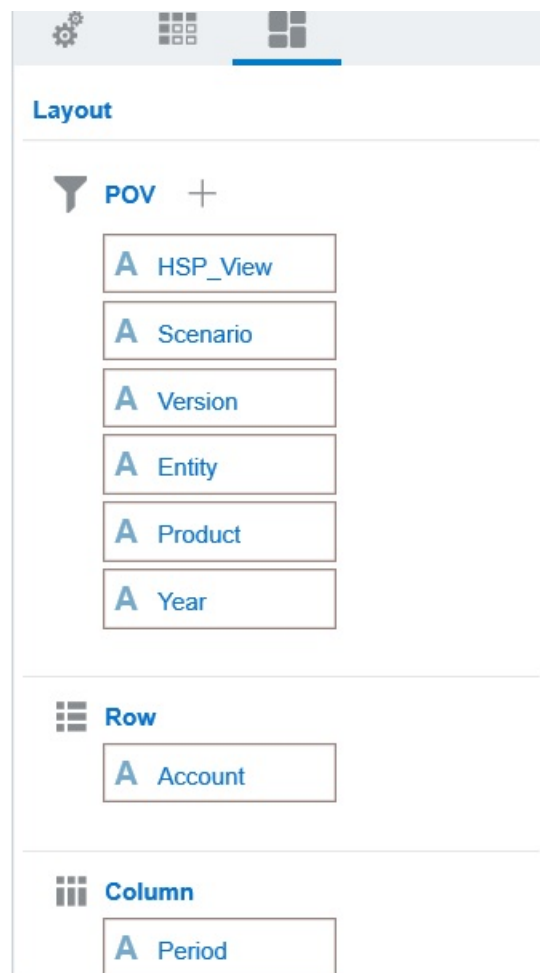 Layout
POV
A HSP_View
A Scenario
A Version
A Entity
A Product
A Year
Row
A Account
Column
A Period